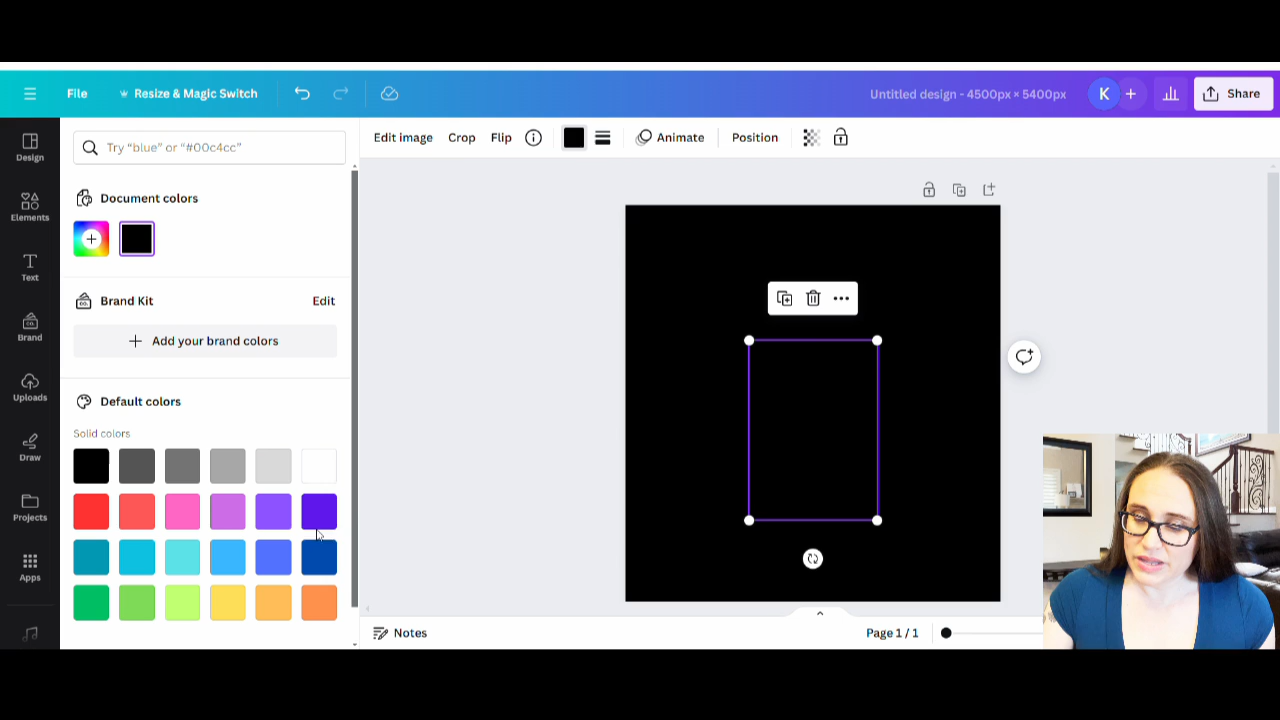 File
Resize & Magic Switch
Untitled design - 4500px × 5400px
K
Share
Design
Elements
Text
Brand
Uploads
Draw
Projects
Apps
Try “blue” or “#00c4cc”
Document colors
Brand Kit
Edit
CO.
Add your brand colors
Default colors
Solid colors
Edit image
Crop
Flip
Animate
Position
Notes
Page 1 / 1